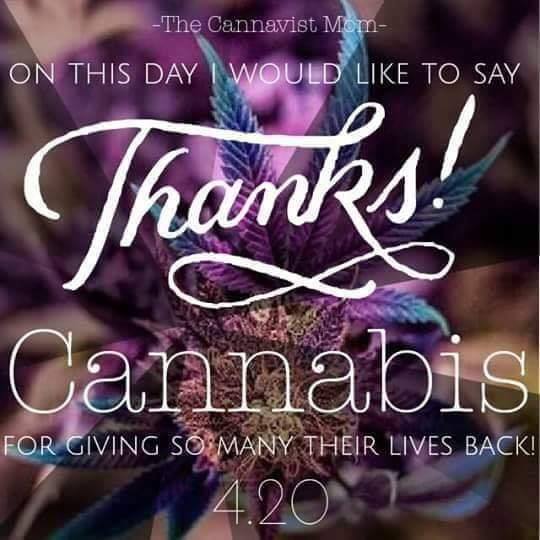 -The Cannavist Mom-
ON THIS DAY I WOULD LIKE TO SAY
Thanks!
Cannabis
FOR GIVING SO MANY THEIR LIVES BACK!
4.20